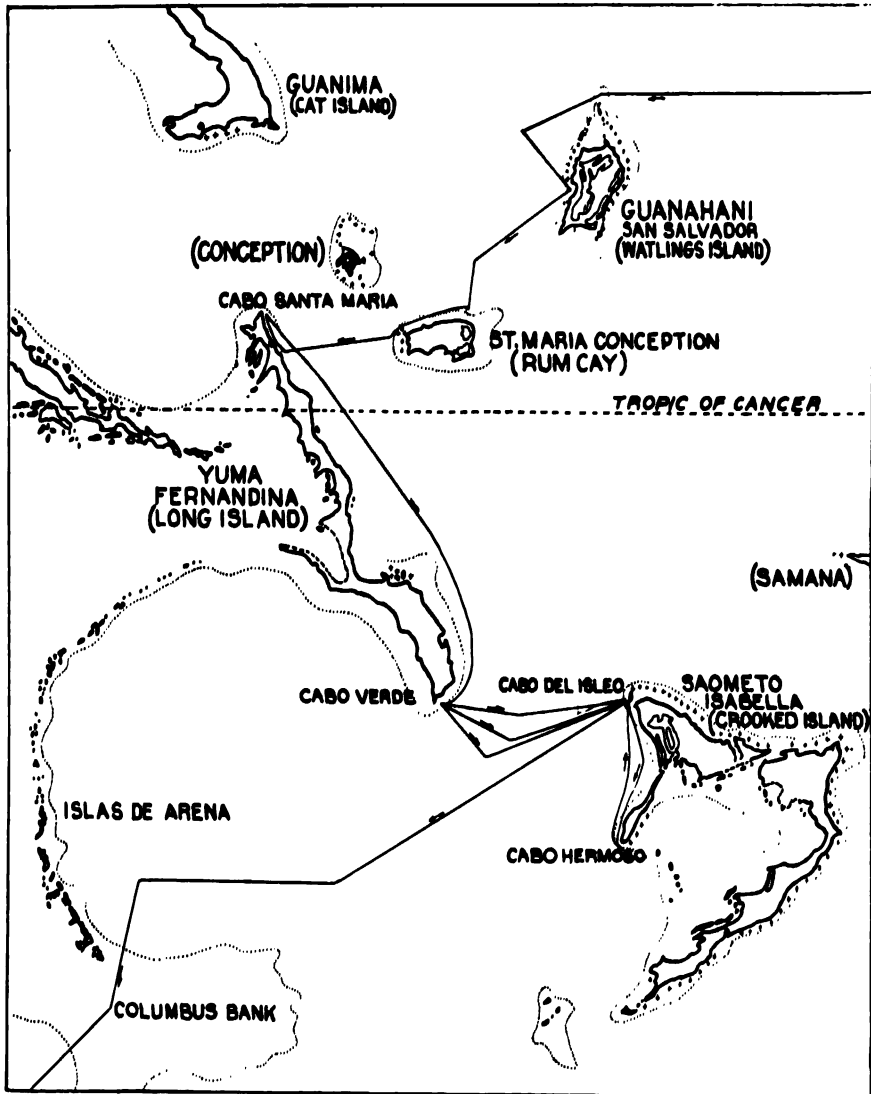 GUANIMA
(CAT ISLAND)
GUANAHANI
SAN SALVADOR
(WATLINGS ISLAND)
(CONCEPTION)
CABO SANTA MARIA
ST. MARIA CONCEPTION
(RUM CAY)
TROPIC OF CANCER
YUMA
FERNANDINA
(LONG ISLAND)
(SAMANA)
CABO VERDE
CABO DEL ISLEO
SAOMETO
ISABELLA
(CROOKED ISLAND)
ISLAS DE ARENA
CABO HERMOSO
COLUMBUS BANK